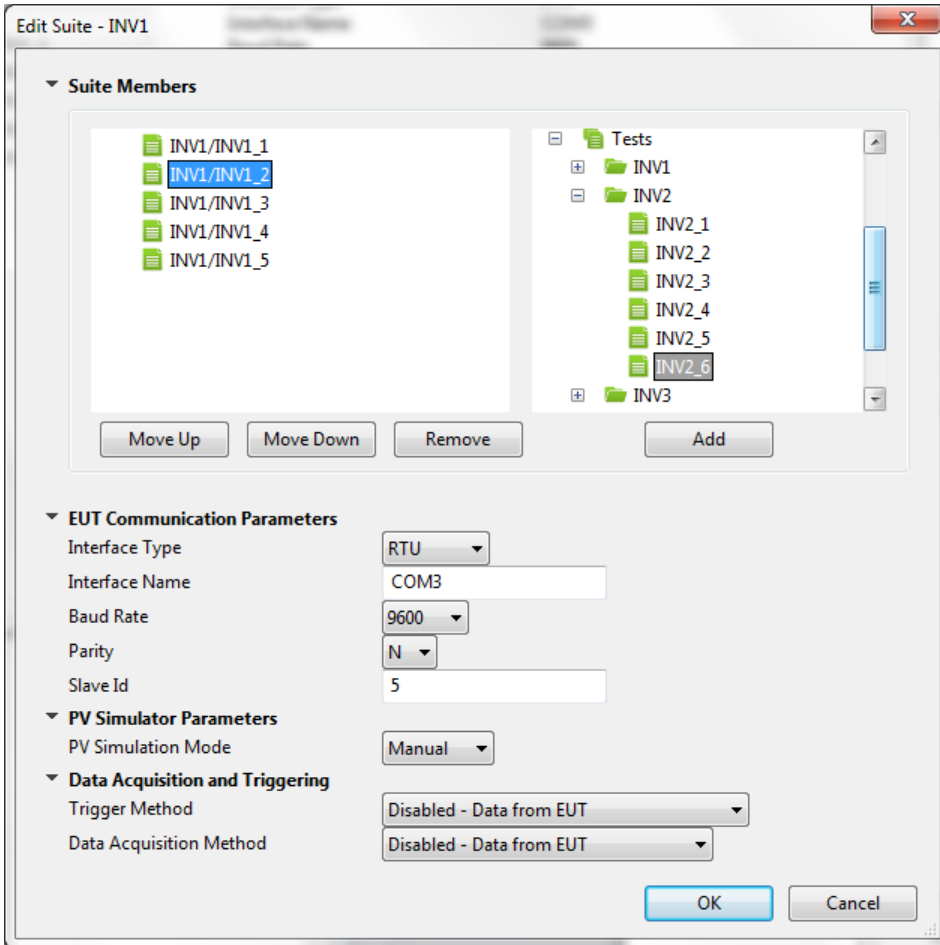 Edit Suite - INV1
Suite Members
INV1/INV1_1
INV1/INV1_2
INV1/INV1_3
INV1/INV1_4
INV1/INV1_5
Tests
INV1
INV2
INV2_1
INV2_2
INV2_3
INV2_4
INV2_5
INV2_6
INV3
Move Up Move Down Remove Add
EUT Communication Parameters
Interface Type RTU
Interface Name COM3
Baud Rate 9600
Parity N
Slave Id 5
PV Simulator Parameters
PV Simulation Mode Manual
Data Acquisition and Triggering
Trigger Method Disabled - Data from EUT
Data Acquisition Method Disabled - Data from EUT
OK Cancel